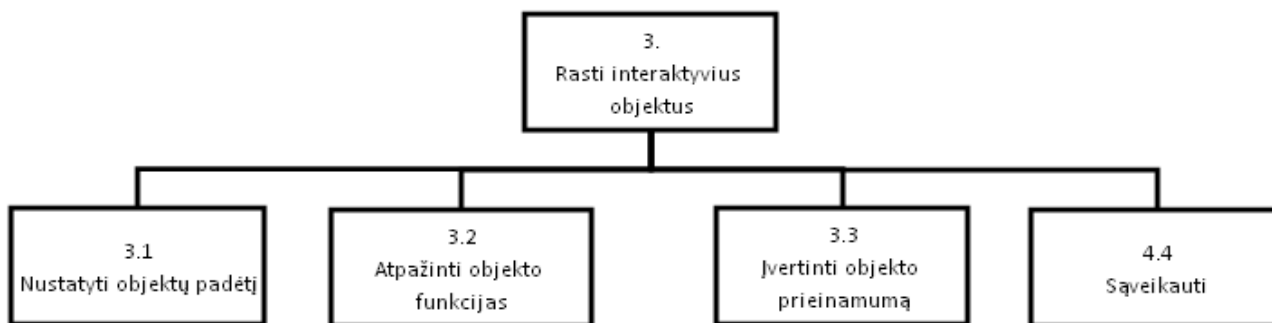 3.
Rasti interaktyvius
objektus
3.1
Nustatyti objektų padėtį
3.2
Atpažinti objekto
funkcijas
3.3
Įvertinti objekto
prieinamumą
4.4
Sąveikauti